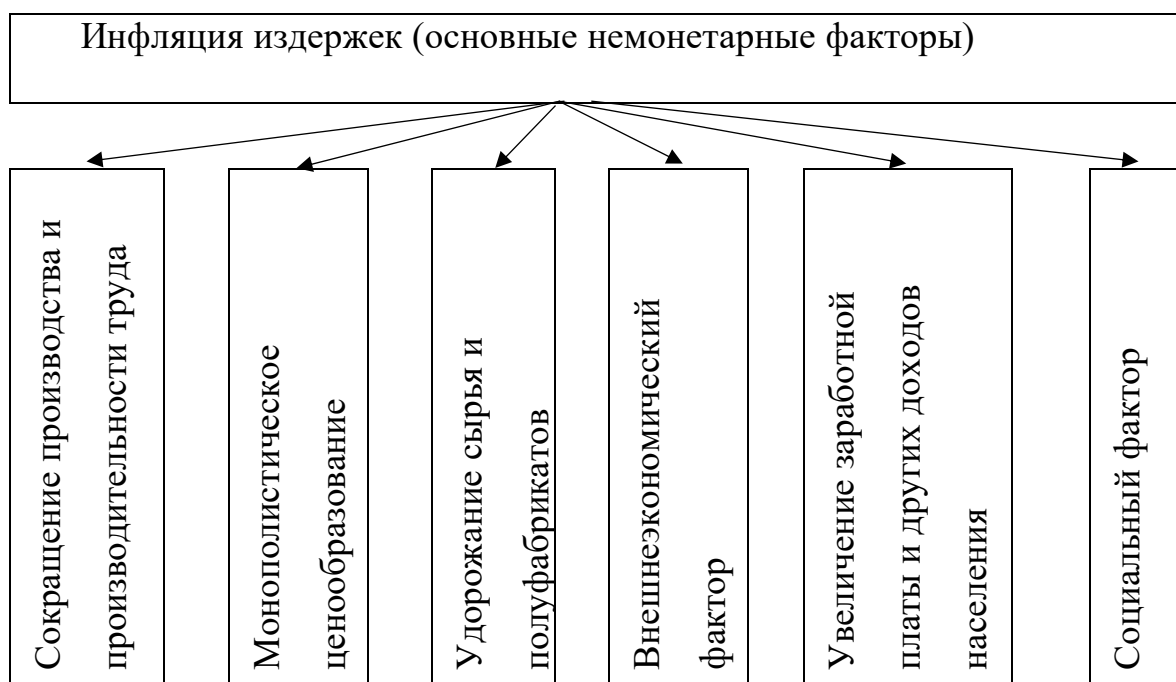 Инфляция издержек (основные немонетарные факторы)
Сокращение производства и
производительности труда
Монополистическое
ценообразование
Удорожание сырья и
полуфабрикатов
Внешнеэкономический
фактор
Увеличение заработной
платы и других доходов
населения
Социальный фактор